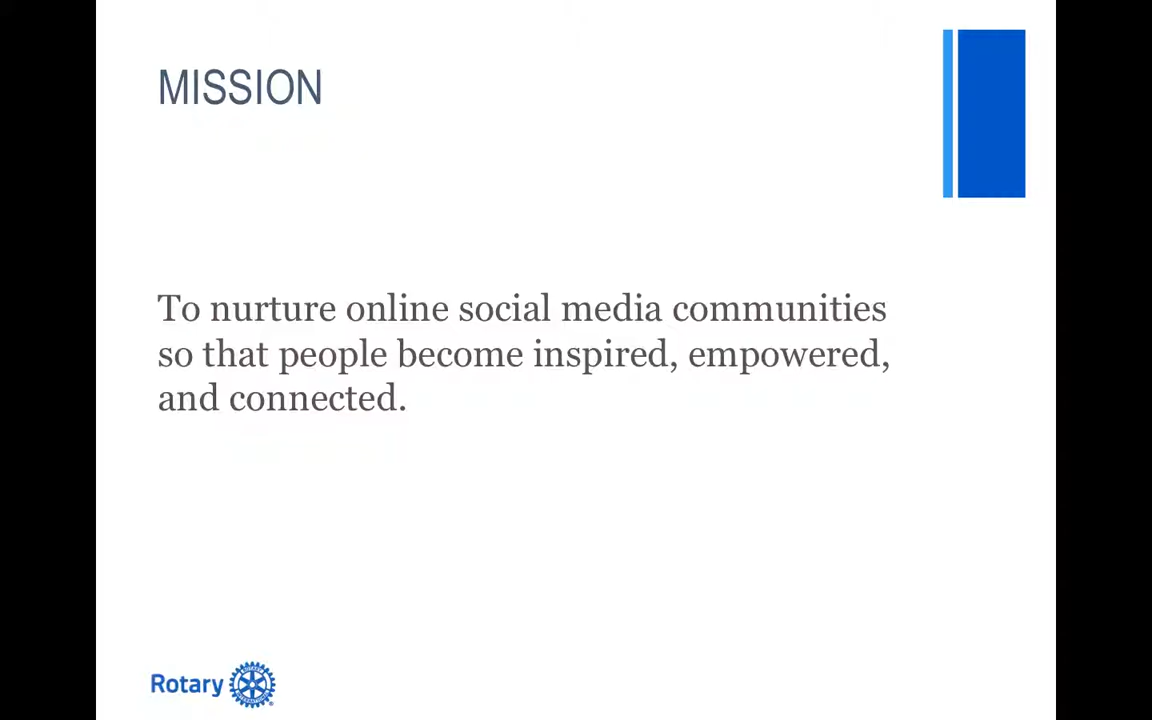 MISSION
To nurture online social media communities
so that people become inspired, empowered,
and connected.
Rotary